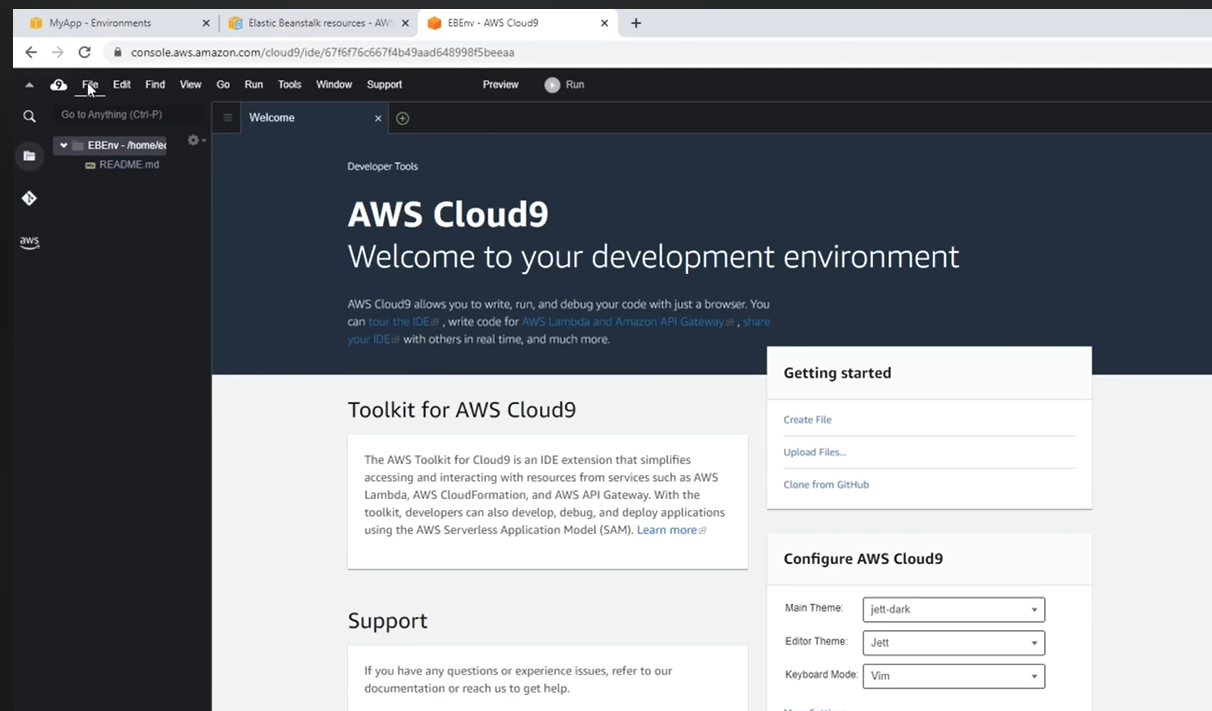 MyApp - Environments
Elastic Beanstalk resources - AWS
EBEnv - AWS Cloud9
console.aws.amazon.com/cloud9/ide/67f6f76c667f4b49aad648998f5beeaa
File Edit Find View Go Run Tools Window Support Preview Run
Go to Anything (Ctrl-P)
Welcome
EBEnv - /home/ec
README.md
aws
Developer Tools
AWS Cloud9
Welcome to your development environment
AWS Cloud9 allows you to write, run, and debug your code with just a browser. You
can tour the IDE , write code for AWS Lambda and Amazon API Gateway , share
your IDE with others in real time, and much more.
Getting started
Create File
Upload Files...
Clone from GitHub
Toolkit for AWS Cloud9
The AWS Toolkit for Cloud9 is an IDE extension that simplifies
accessing and interacting with resources from services such as AWS
Lambda, AWS CloudFormation, and AWS API Gateway. With the
toolkit, developers can also develop, debug, and deploy applications
using the AWS Serverless Application Model (SAM). Learn more
Configure AWS Cloud9
Main Theme: jett-dark
Editor Theme: Jett
Keyboard Mode: Vim
Support
If you have any questions or experience issues, refer to our
documentation or reach us to get help.